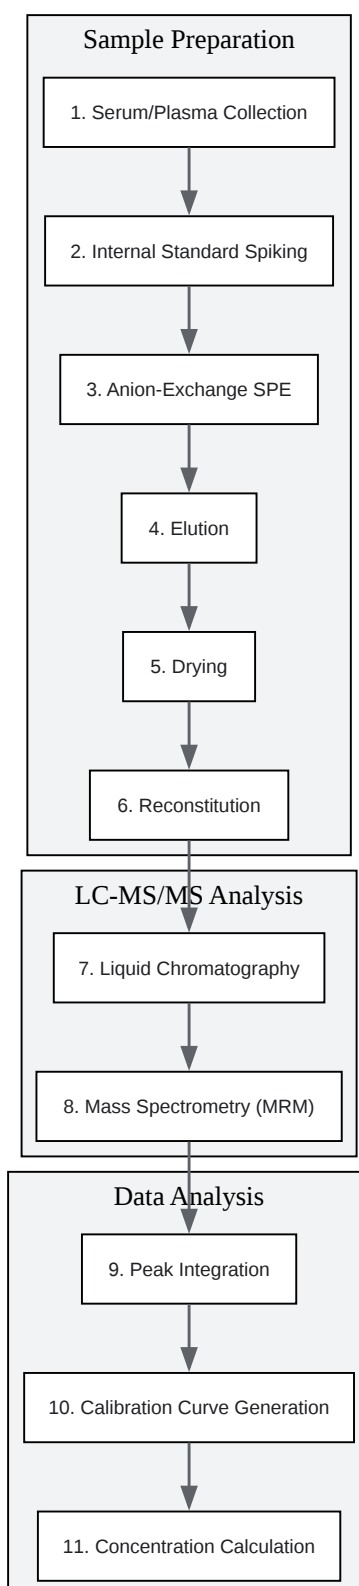 Sample Preparation
1. Serum/Plasma Collection
2. Internal Standard Spiking
3. Anion-Exchange SPE
4. Elution
5. Drying
6. Reconstitution
LC-MS/MS Analysis
7. Liquid Chromatography
8. Mass Spectrometry (MRM)
Data Analysis
9. Peak Integration
10. Calibration Curve Generation
11. Concentration Calculation